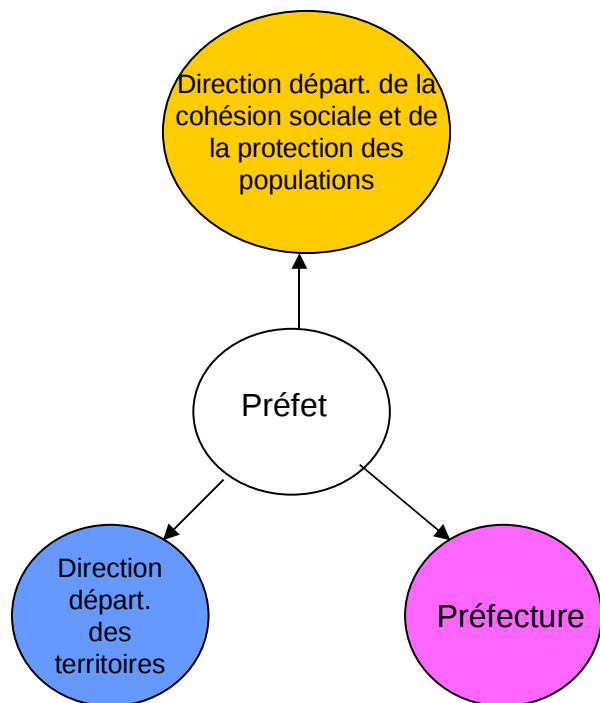 Direction départ. de la
cohésion sociale et de
la protection des
populations
Préfet
Direction
départ.
des
territoires
Préfecture